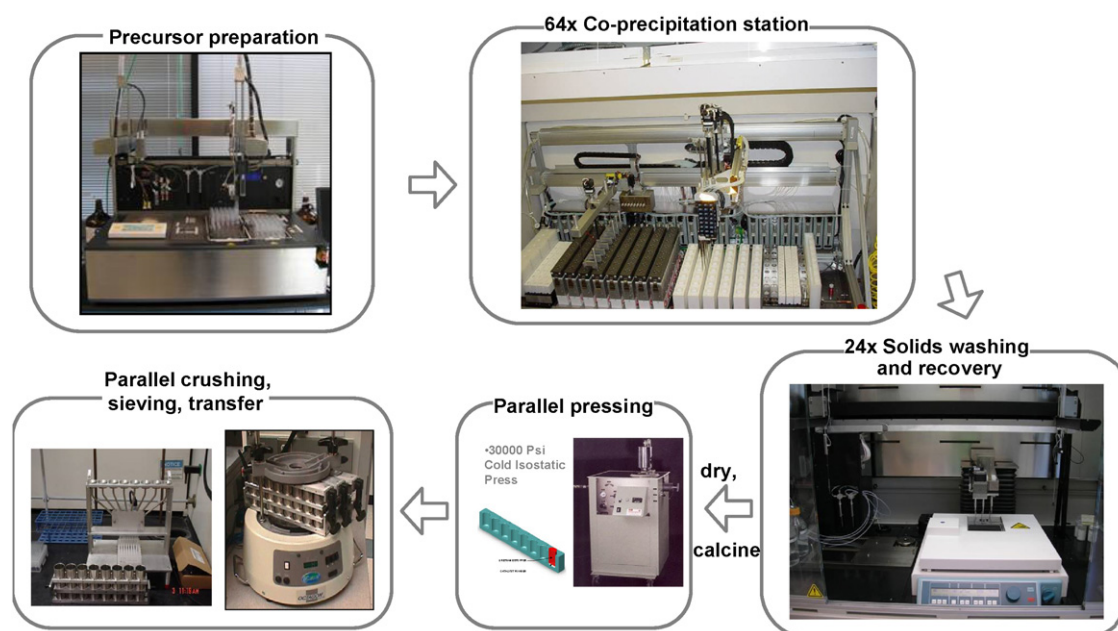 Precursor preparation
64x Co-precipitation station
24x Solids washing
and recovery
dry,
calcine
Parallel pressing
•30000 Psi
Cold Isostatic
Press
Parallel crushing,
sieving, transfer